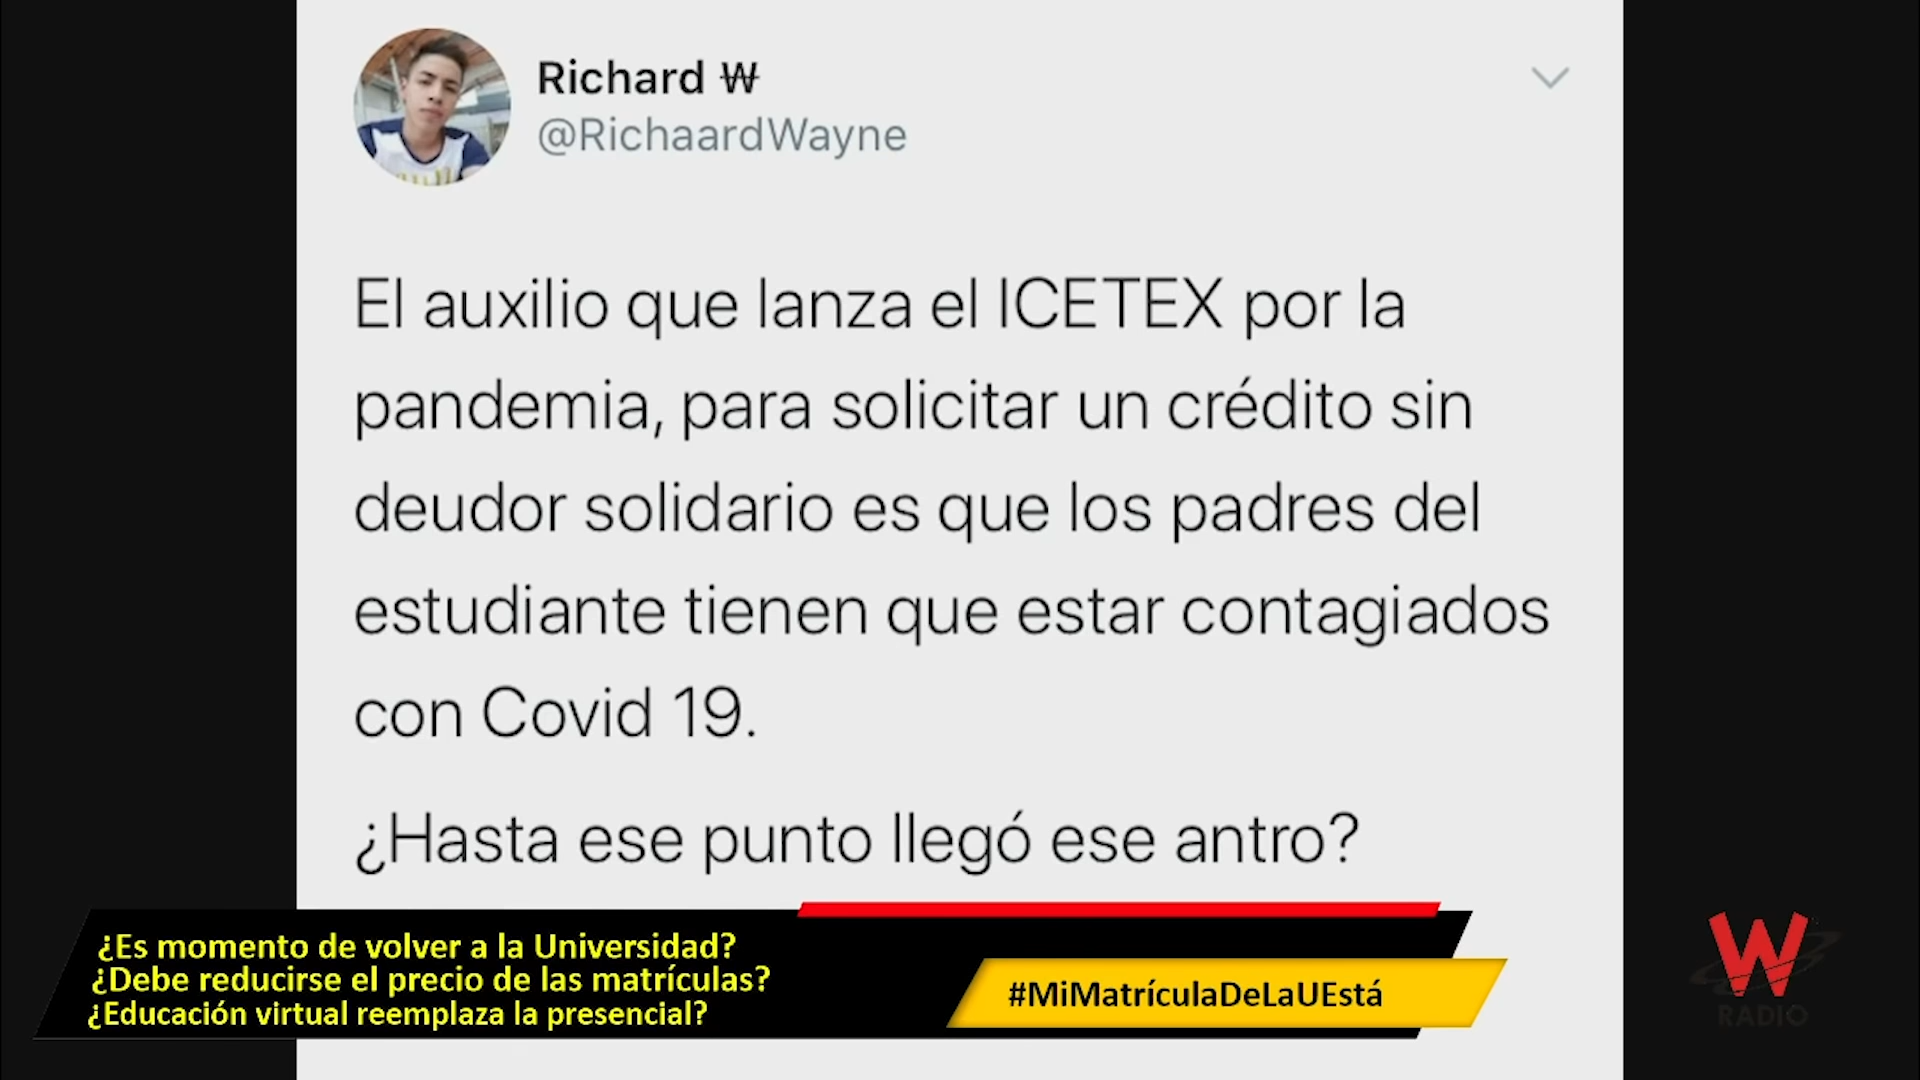 Richard W
@RichaardWayne
El auxilio que lanza el ICETEX por la
pandemia, para solicitar un crédito sin
deudor solidario es que los padres del
estudiante tienen que estar contagiados
con Covid 19.
¿Hasta ese punto llegó ese antro?
¿Es momento de volver a la Universidad?
¿Debe reducirse el precio de las matrículas?
¿Educación virtual reemplaza la presencial?
#MiMatrículaDeLaUEstá
W
RADIO